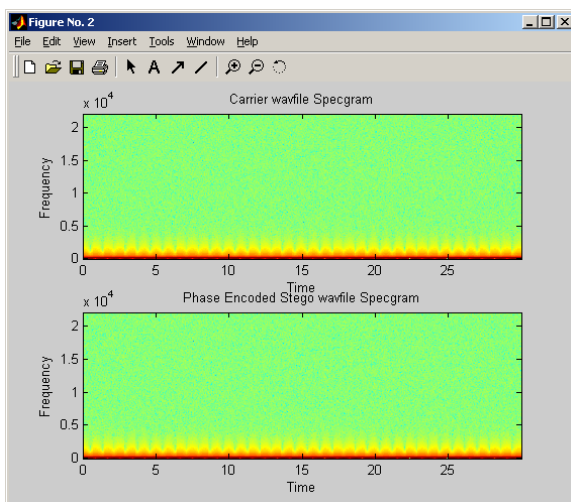 Figure No. 2
File Edit View Insert Tools Window Help
A
Carrier wavfile Specgram
x 10^4
2
1.5
1
0.5
0
Frequency
0 5 10 15 20 25
Time
Phase Encoded Stego wavfile Specgram
x 10^4
2
1.5
1
0.5
0
Frequency
0 5 10 15 20 25
Time